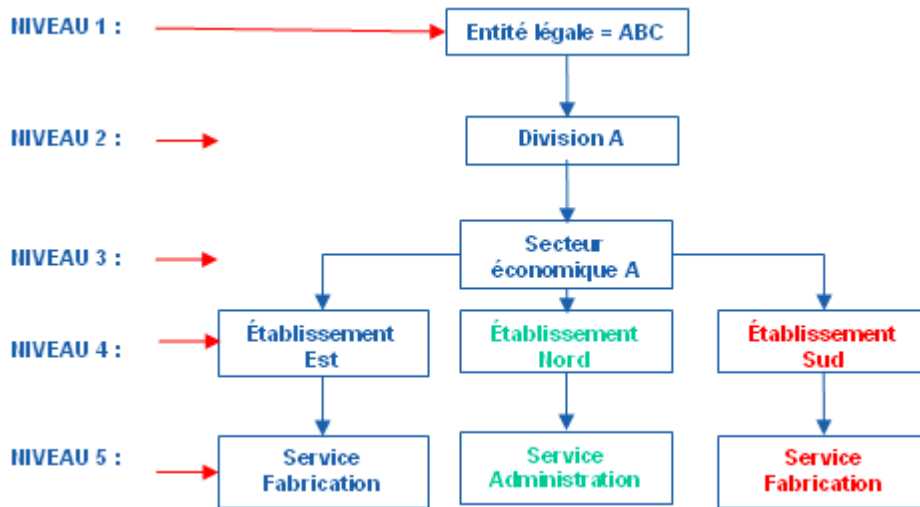 NIVEAU 1 :
Entité légale = ABC
NIVEAU 2 :
Division A
NIVEAU 3 :
Secteur
économique A
NIVEAU 4 :
Établissement
Est
Établissement
Nord
Établissement
Sud
NIVEAU 5 :
Service
Fabrication
Service
Administration
Service
Fabrication